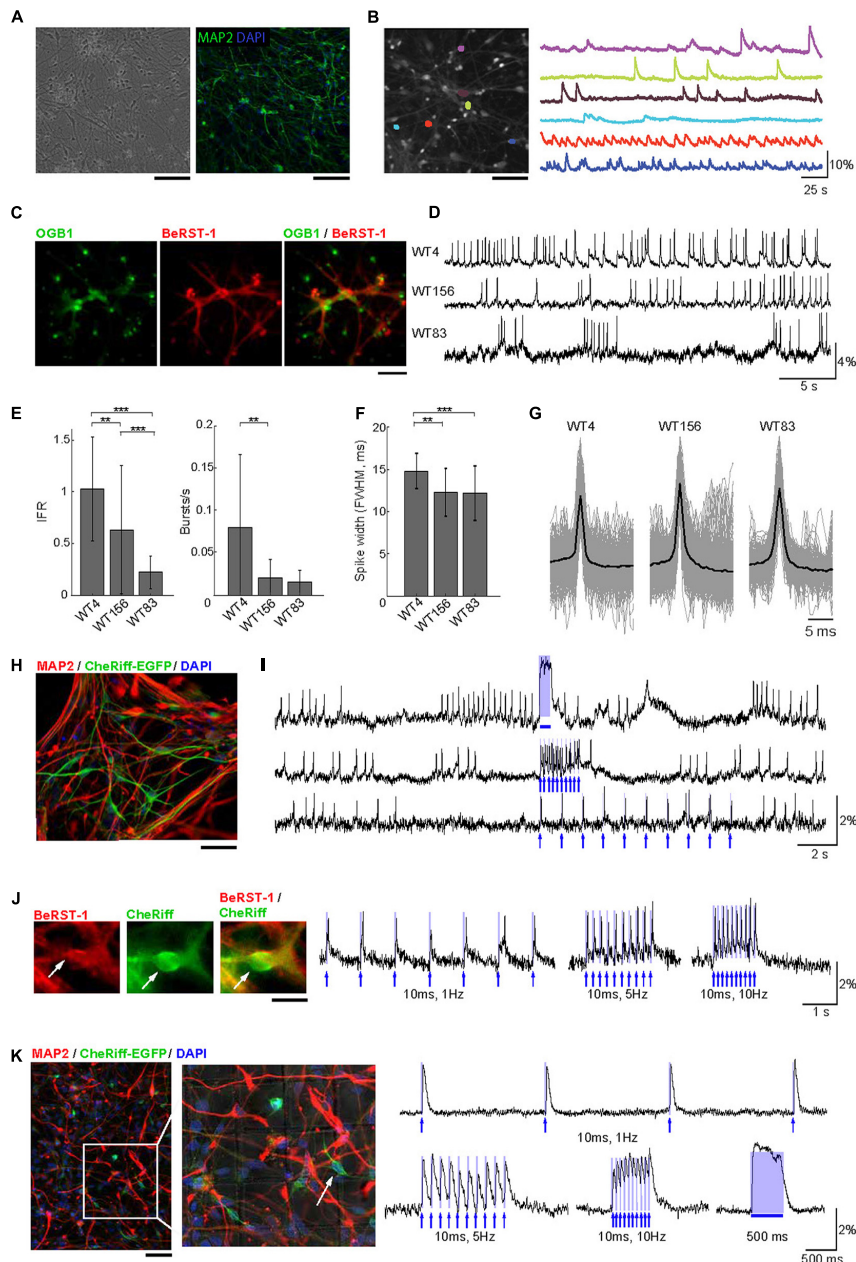 A
MAP2 DAPI
B
10%
25 s
C
OGB1
BeRST-1
OGB1 / BeRST-1
D
WT4
WT156
WT83
4%
5 s
E
***
**
***
IFR
1.5
1
0.5
0
WT4
WT156
WT83
**
Bursts/s
0.2
0.15
0.1
0.05
0
WT4
WT156
WT83
F
***
**
Spike width (FWHM, ms)
20
15
10
5
0
WT4
WT156
WT83
G
WT4
WT156
WT83
5 ms
H
MAP2 / CheRiff-EGFP/ DAPI
I
2%
2 s
J
BeRST-1
CheRiff
BeRST-1 /
CheRiff
10ms, 1Hz
10ms, 5Hz
10ms, 10Hz
2%
1 s
K
MAP2 / CheRiff-EGFP/ DAPI
10ms, 1Hz
10ms, 5Hz
10ms, 10Hz
500 ms
2%
500 ms